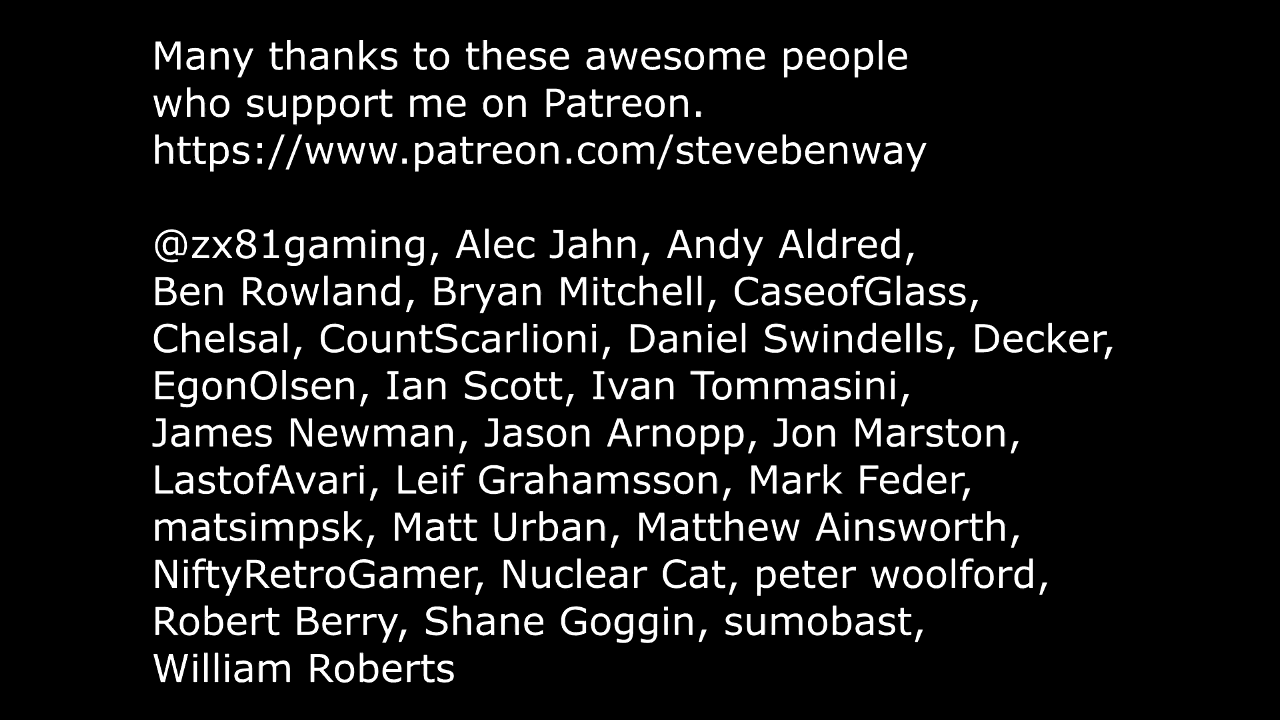 Many thanks to these awesome people
who support me on Patreon.
https://www.patreon.com/stevebenway
@zx81gaming, Alec Jahn, Andy Aldred,
Ben Rowland, Bryan Mitchell, CaseofGlass,
Chelsal, CountScarlioni, Daniel Swindells, Decker,
EgonOlsen, Ian Scott, Ivan Tommasini,
James Newman, Jason Arnopp, Jon Marston,
LastofAvari, Leif Grahamsson, Mark Feder,
matsimpsk, Matt Urban, Matthew Ainsworth,
NiftyRetroGamer, Nuclear Cat, peter woolford,
Robert Berry, Shane Goggin, sumobast,
William Roberts